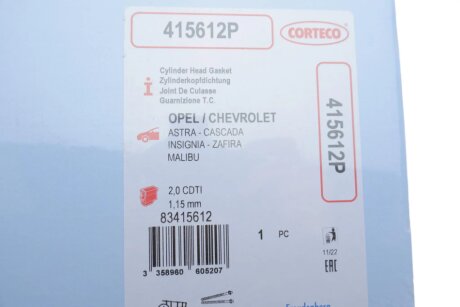 415612P
CORTECO
Cylinder Head Gasket
Zylinderkopfdichtung
Joint De Culasse
Guarnizione T.C.
OPEL / CHEVROLET
ASTRA - CASCADA
INSIGNIA - ZAFIRA
MALIBU
415612P
2,0 CDTI
1,15 mm
83415612
1 PC
11/22
EAC
3 358960 605207